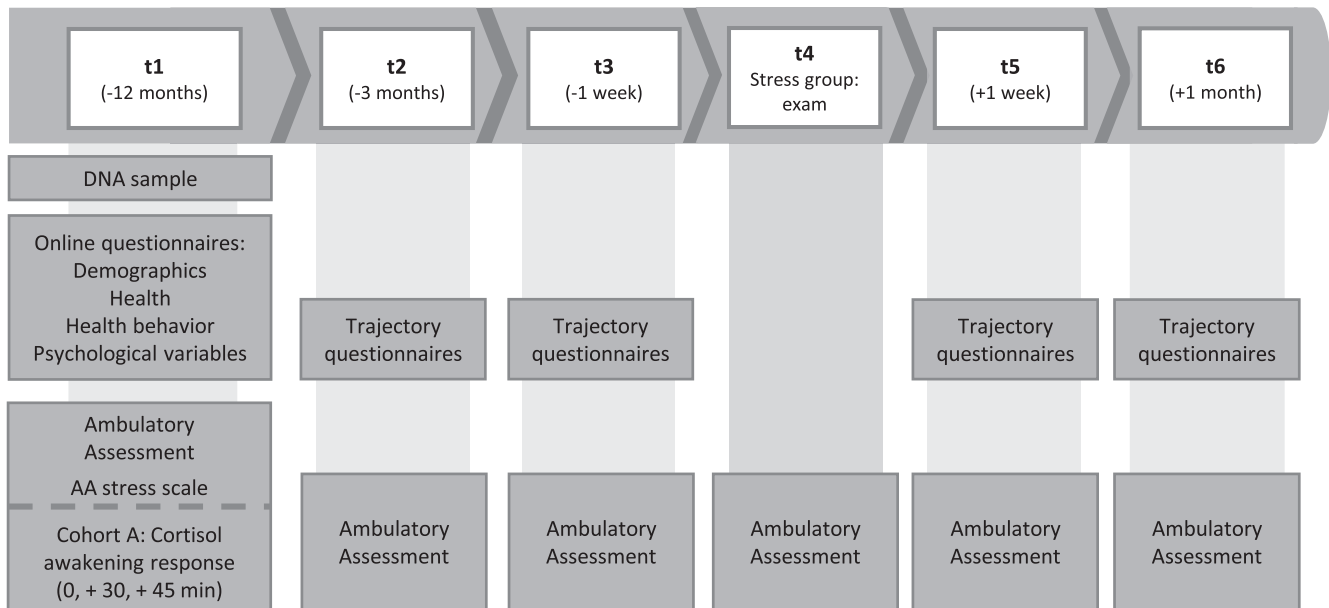 t1
(-12 months)
t2
(-3 months)
t3
(-1 week)
t4
Stress group:
exam
t5
(+1 week)
t6
(+1 month)
DNA sample
Online questionnaires:
Demographics
Health
Health behavior
Psychological variables
Trajectory
questionnaires
Trajectory
questionnaires
Trajectory
questionnaires
Trajectory
questionnaires
Ambulatory
Assessment
AA stress scale
Cohort A: Cortisol
awakening response
(0, + 30, + 45 min)
Ambulatory
Assessment
Ambulatory
Assessment
Ambulatory
Assessment
Ambulatory
Assessment
Ambulatory
Assessment